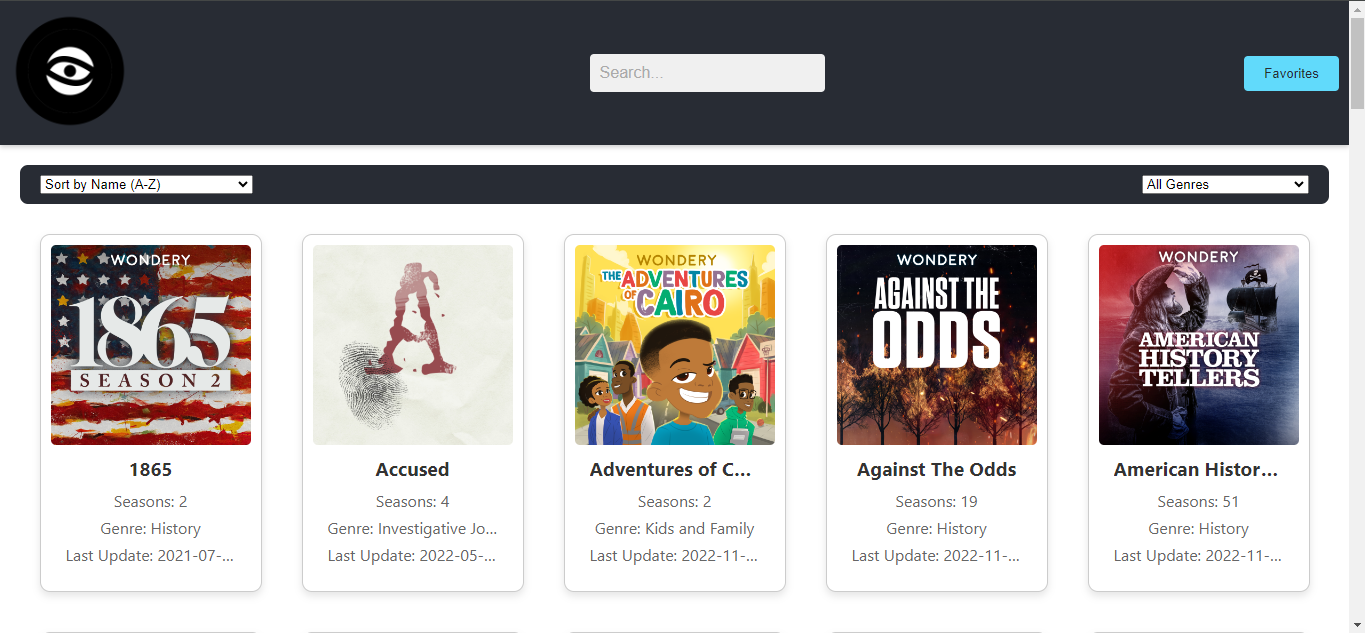 Search...
Favorites
Sort by Name (A-Z)
All Genres
WONDERY
1865
SEASON 2
1865
Seasons: 2
Genre: History
Last Update: 2021-07-...
Accused
Seasons: 4
Genre: Investigative Jo...
Last Update: 2022-05-...
WONDERY
THE ADVENTURES
OF CAIRO
Adventures of C...
Seasons: 2
Genre: Kids and Family
Last Update: 2022-11-...
WONDERY
AGAINST THE
ODDS
Against The Odds
Seasons: 19
Genre: History
Last Update: 2022-11-...
WONDERY
AMERICAN
HISTORY
TELLERS
American Histor...
Seasons: 51
Genre: History
Last Update: 2022-11-...